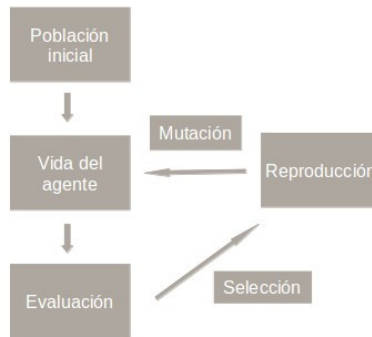 Población
inicial
Mutación
Vida del
agente
Reproducción
Evaluación
Selección